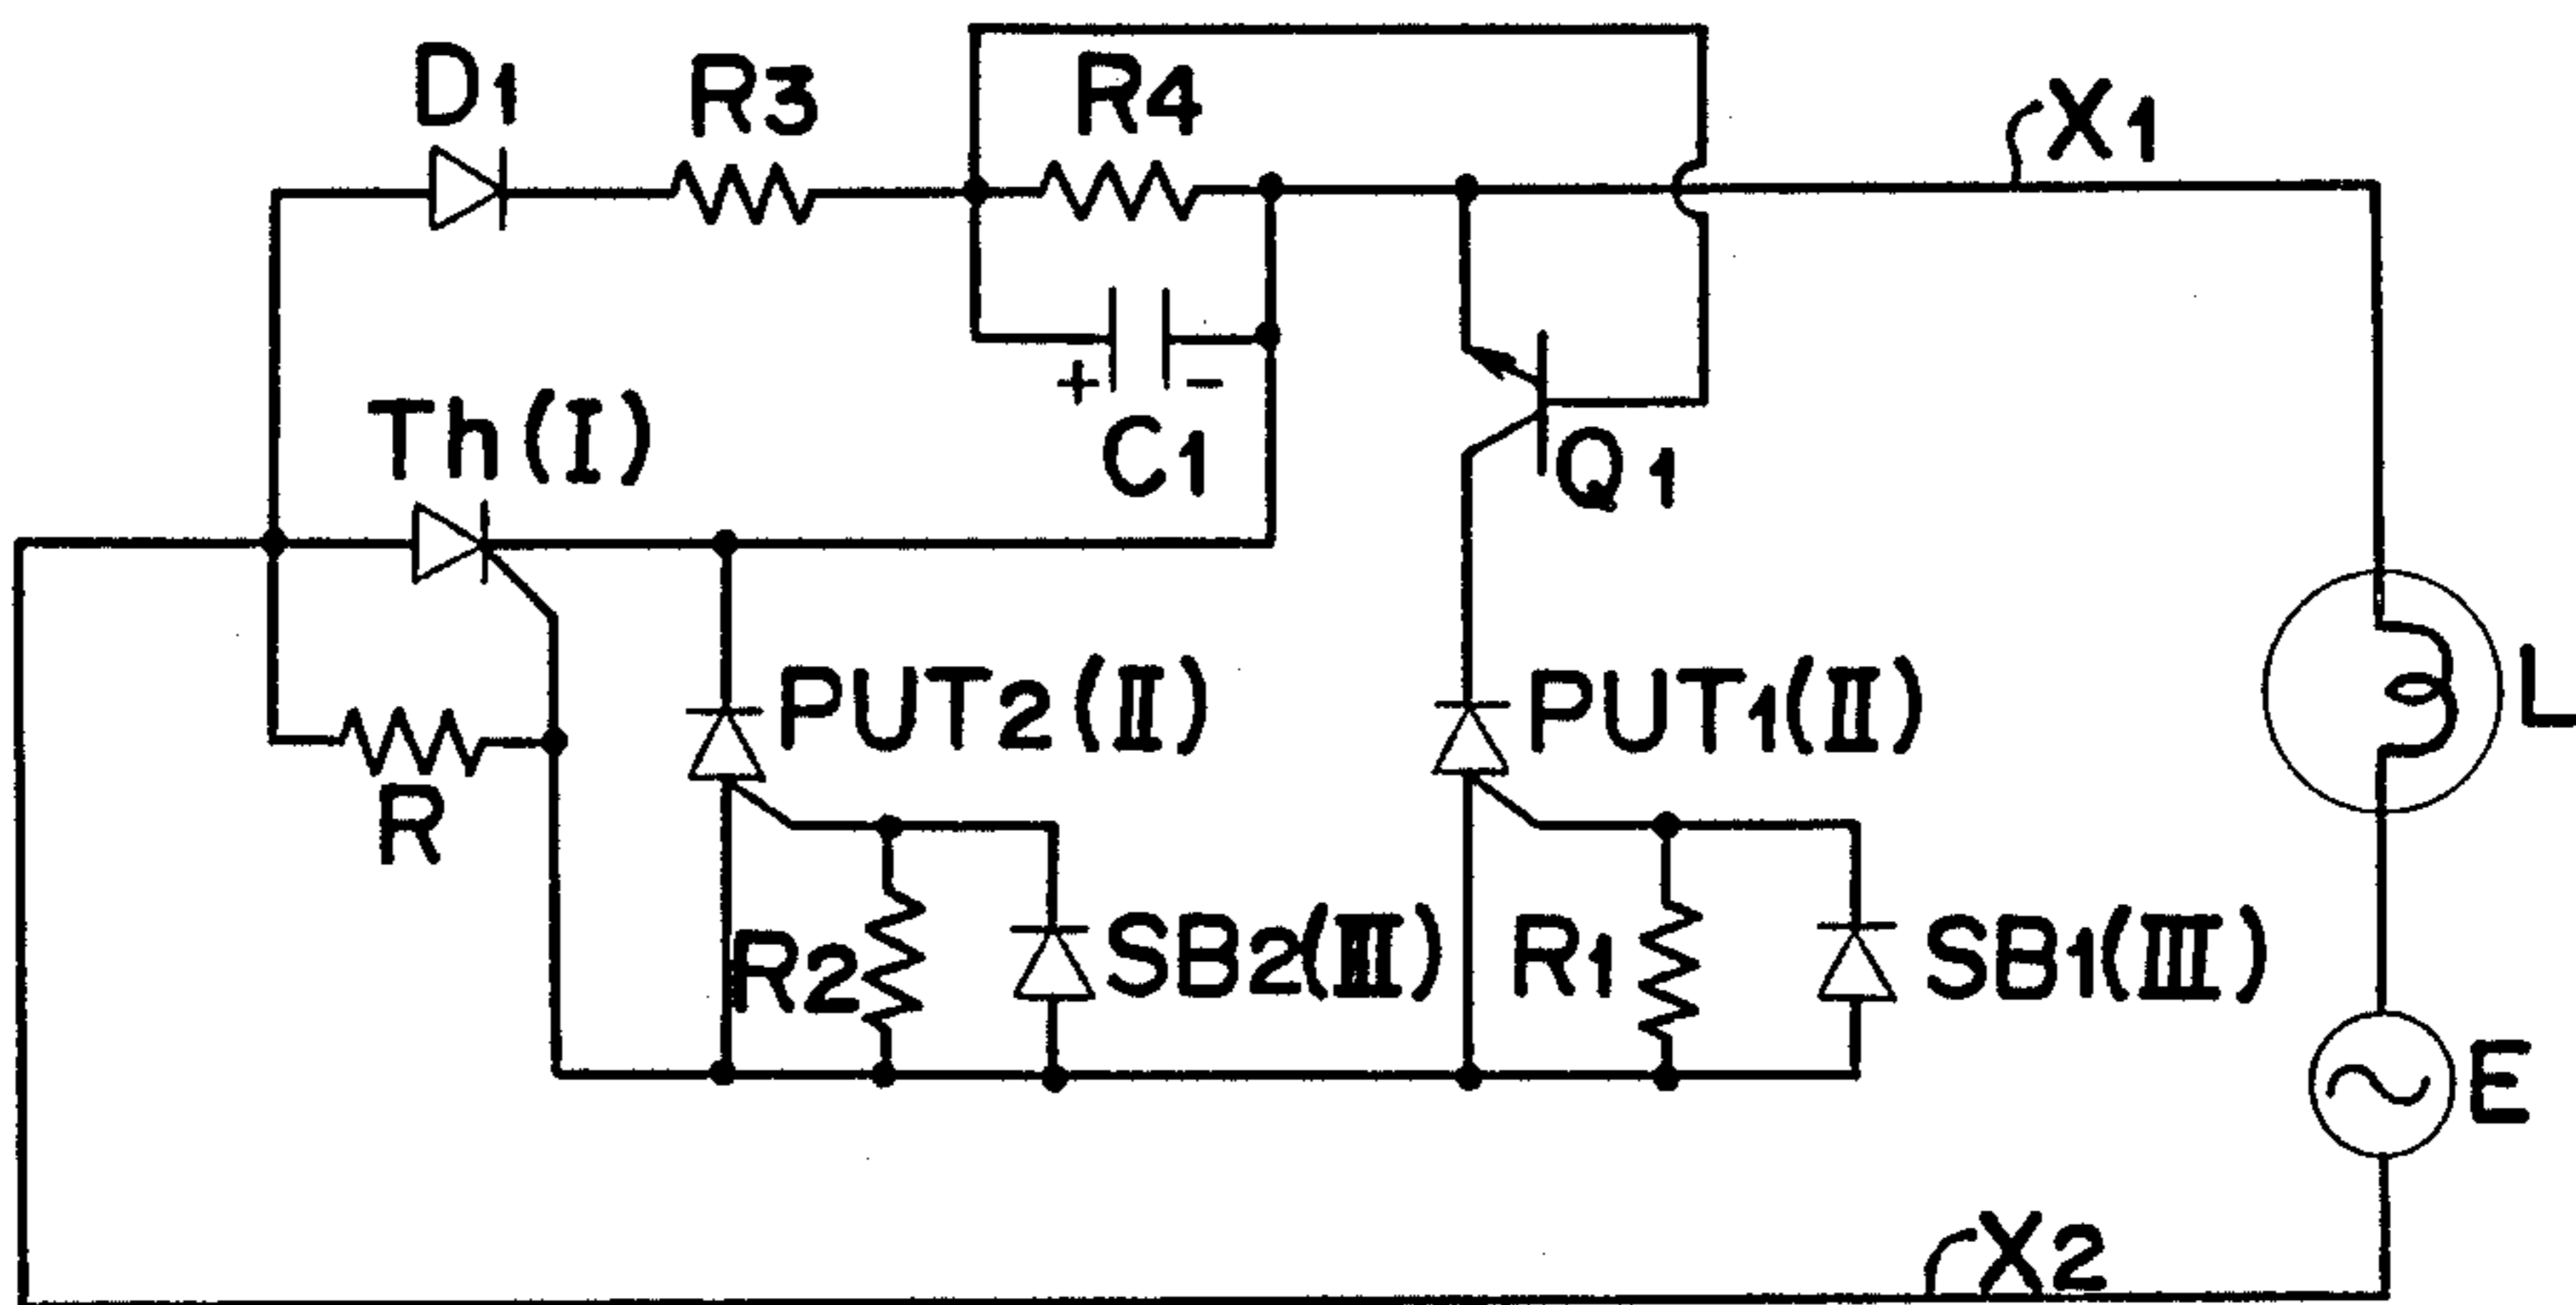 D1
R3
R4
X1
+
-
C1
Th(I)
Q1
PUT2(II)
PUT1(II)
L
R
R2
SB2(III)
R1
SB1(III)
E
X2